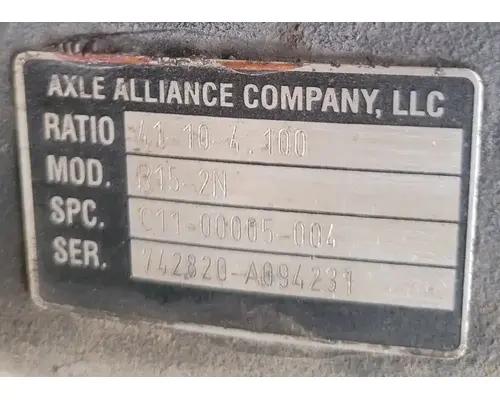 AXLE ALLIANCE COMPANY, LLC
RATIO 41-10 4.100
MOD. R15-2N
SPC. C11-00005-004
SER. 742820-A094231